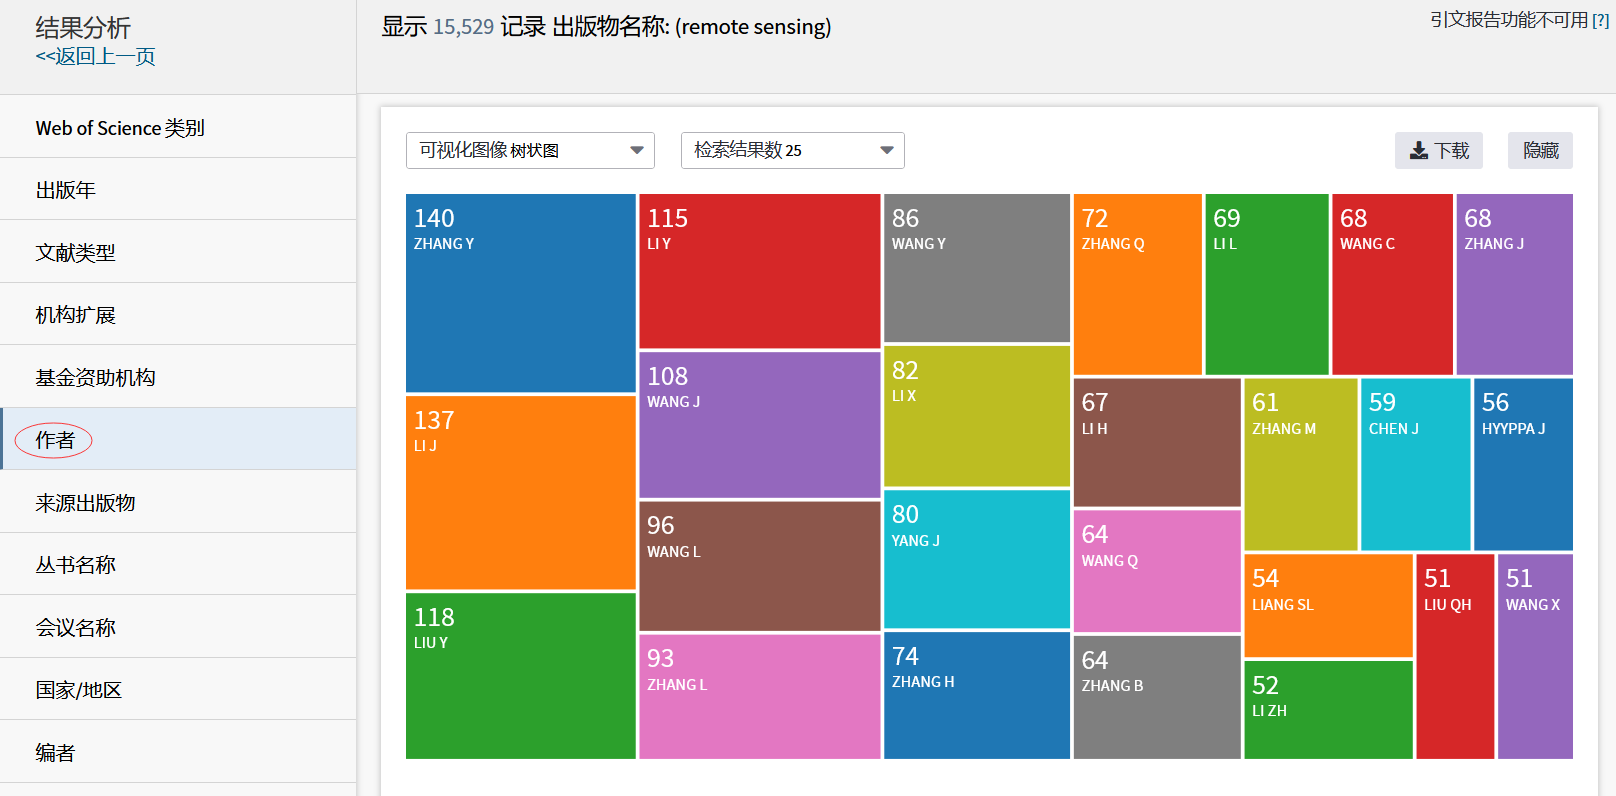 结果分析
<<返回上一页
显示 15,529 记录 出版物名称: (remote sensing)
引文报告功能不可用 [?]
Web of Science 类别
出版年
文献类型
机构扩展
基金资助机构
作者
来源出版物
丛书名称
会议名称
国家/地区
编者
可视化图像 树状图
检索结果数 25
下载
隐藏
140
ZHANG Y
137
LI J
118
LIU Y
115
LI Y
108
WANG J
96
WANG L
93
ZHANG L
86
WANG Y
82
LI X
80
YANG J
74
ZHANG H
72
ZHANG Q
69
LI L
68
WANG C
68
ZHANG J
67
LI H
64
WANG Q
64
ZHANG B
61
ZHANG M
59
CHEN J
56
HYYPPA J
54
LIANG SL
52
LI ZH
51
LIU QH
51
WANG X